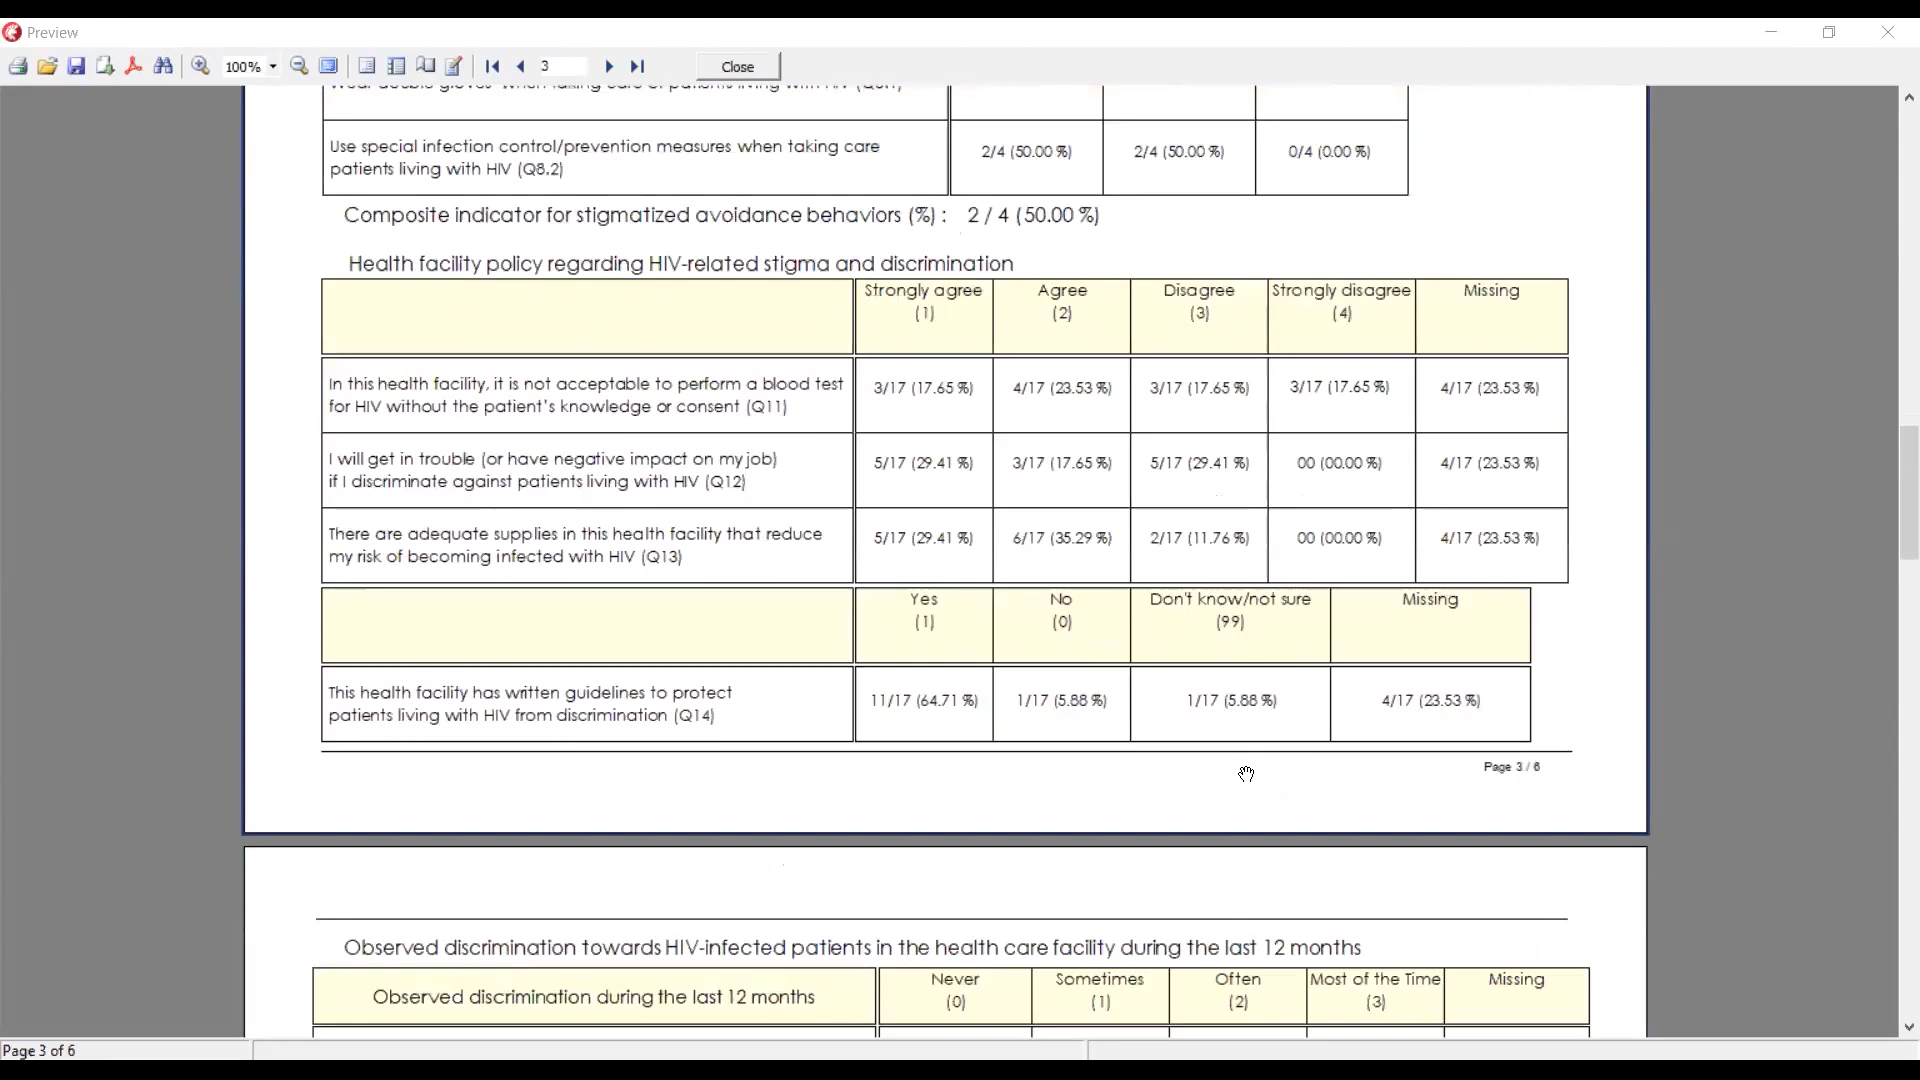 Preview
100%
3
Close
Wear double gloves when taking care of patients living with HIV (Q8.1)
Use special infection control/prevention measures when taking care
patients living with HIV (Q8.2)
2/4 (50.00 %)
2/4 (50.00 %)
0/4 (0.00 %)
Composite indicator for stigmatized avoidance behaviors (%) : 2 / 4 (50.00 %)
Health facility policy regarding HIV-related stigma and discrimination
Strongly agree
(1)
Agree
(2)
Disagree
(3)
Strongly disagree
(4)
Missing
In this health facility, it is not acceptable to perform a blood test
for HIV without the patient's knowledge or consent (Q11)
3/17 (17.65 %)
4/17 (23.53 %)
3/17 (17.65 %)
3/17 (17.65 %)
4/17 (23.53 %)
I will get in trouble (or have negative impact on my job)
if I discriminate against patients living with HIV (Q12)
5/17 (29.41 %)
3/17 (17.65 %)
5/17 (29.41 %)
00 (00.00 %)
4/17 (23.53 %)
There are adequate supplies in this health facility that reduce
my risk of becoming infected with HIV (Q13)
5/17 (29.41 %)
6/17 (35.29 %)
2/17 (11.76 %)
00 (00.00 %)
4/17 (23.53 %)
Yes
(1)
No
(0)
Don't know/not sure
(99)
Missing
This health facility has written guidelines to protect
patients living with HIV from discrimination (Q14)
11/17 (64.71 %)
1/17 (5.88 %)
1/17 (5.88 %)
4/17 (23.53 %)
Page 3 / 6
Observed discrimination towards HIV-infected patients in the health care facility during the last 12 months
Observed discrimination during the last 12 months
Never
(0)
Sometimes
(1)
Often
(2)
Most of the Time
(3)
Missing
Page 3 of 6